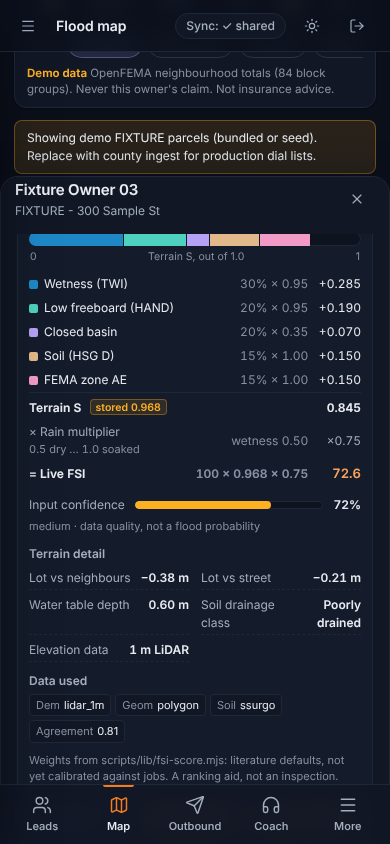 Flood map
Sync: ✓ shared
Demo data OpenFEMA neighbourhood totals (84 block
groups). Never this owner's claim. Not insurance advice.
Showing demo FIXTURE parcels (bundled or seed).
Replace with county ingest for production dial lists.
Fixture Owner 03
FIXTURE - 300 Sample St
0 Terrain S, out of 1.0 1
Wetness (TWI) 30% × 0.95 +0.285
Low freeboard (HAND) 20% × 0.95 +0.190
Closed basin 20% × 0.35 +0.070
Soil (HSG D) 15% × 1.00 +0.150
FEMA zone AE 15% × 1.00 +0.150
Terrain S stored 0.968 0.845
× Rain multiplier
0.5 dry … 1.0 soaked wetness 0.50 ×0.75
= Live FSI 100 × 0.968 × 0.75 72.6
Input confidence 72%
medium · data quality, not a flood probability
Terrain detail
Lot vs neighbours −0.38 m Lot vs street −0.21 m
Water table depth 0.60 m Soil drainage class Poorly drained
Elevation data 1 m LiDAR
Data used
Dem lidar_1m Geom polygon Soil ssurgo
Agreement 0.81
Weights from scripts/lib/fsi-score.mjs: literature defaults, not
yet calibrated against jobs. A ranking aid, not an inspection.
Leads Map Outbound Coach More